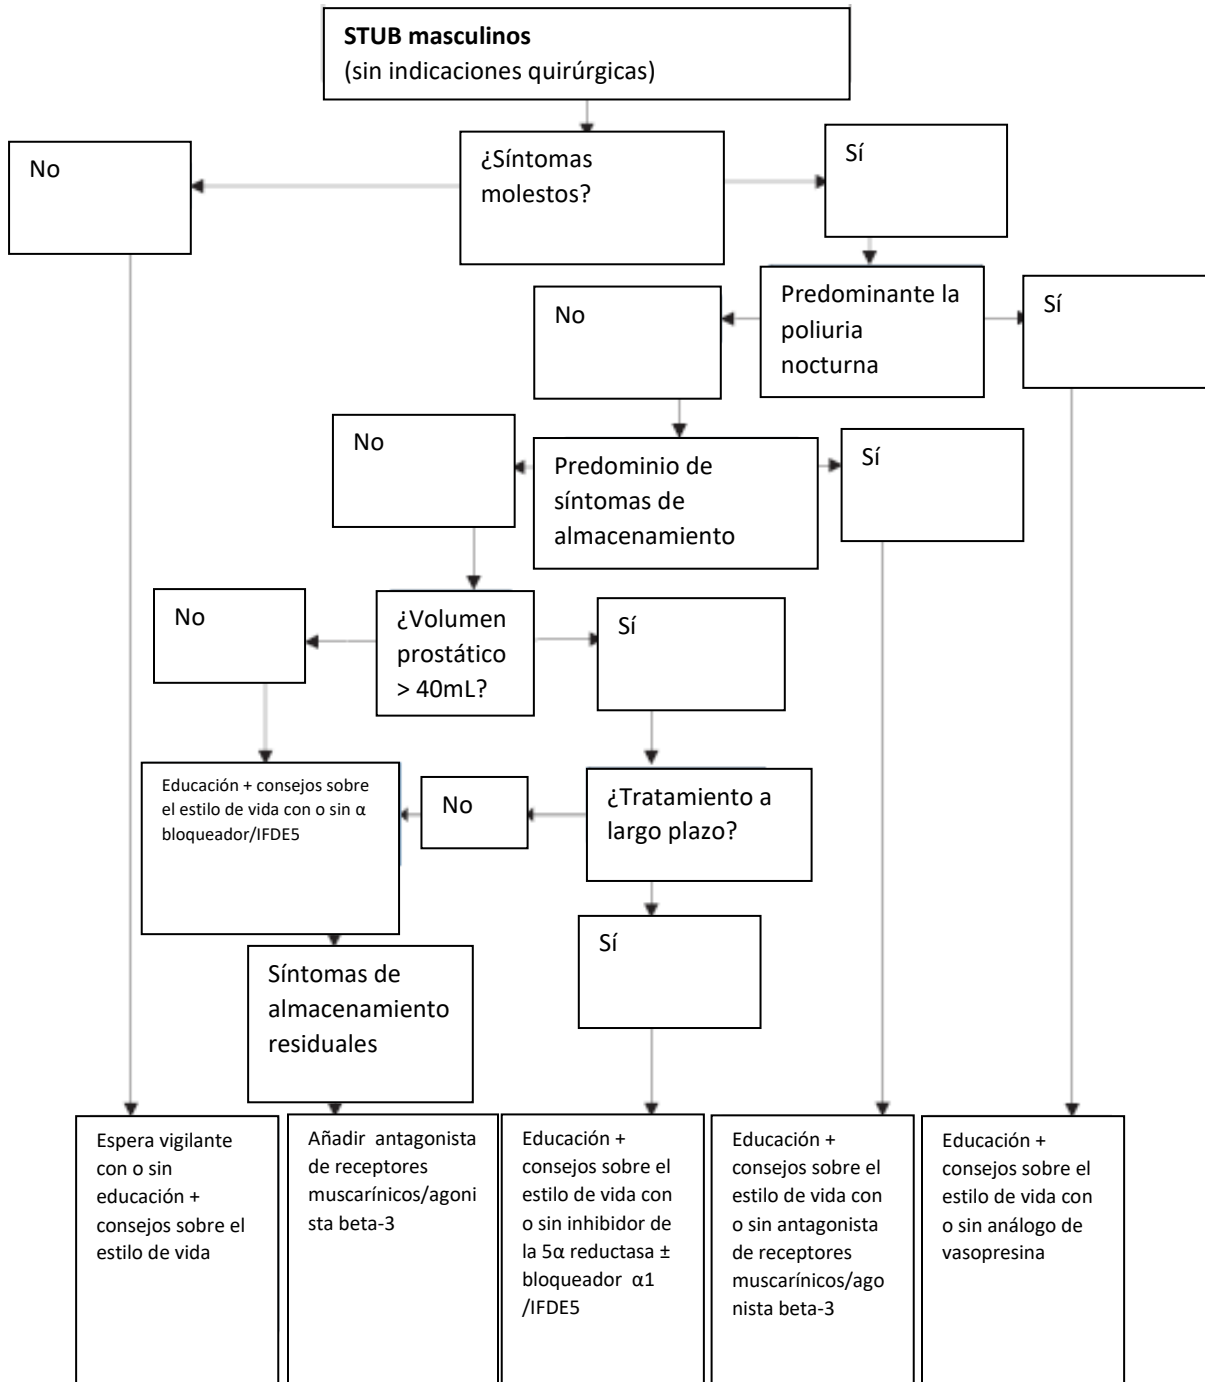 STUB masculinos
(sin indicaciones quirúrgicas)
No
¿Síntomas
molestos?
Sí
No
Predominante la
poliuria
nocturna
Sí
No
Predominio de
síntomas de
almacenamiento
Sí
No
¿Volumen
prostático
> 40mL?
Sí
Educación + consejos sobre
el estilo de vida con o sin α
bloqueador/IFDE5
No
¿Tratamiento a
largo plazo?
Síntomas de
almacenamiento
residuales
Sí
Espera vigilante
con o sin
educación +
consejos sobre el
estilo de vida
Añadir antagonista
de receptores
muscarínicos/agoni
sta beta-3
Educación +
consejos sobre el
estilo de vida con
o sin inhibidor de
la 5α reductasa ±
bloqueador α1
/IFDE5
Educación +
consejos sobre el
estilo de vida con
o sin antagonista
de receptores
muscarínicos/ago
nista beta-3
Educación +
consejos sobre el
estilo de vida con
o sin análogo de
vasopresina